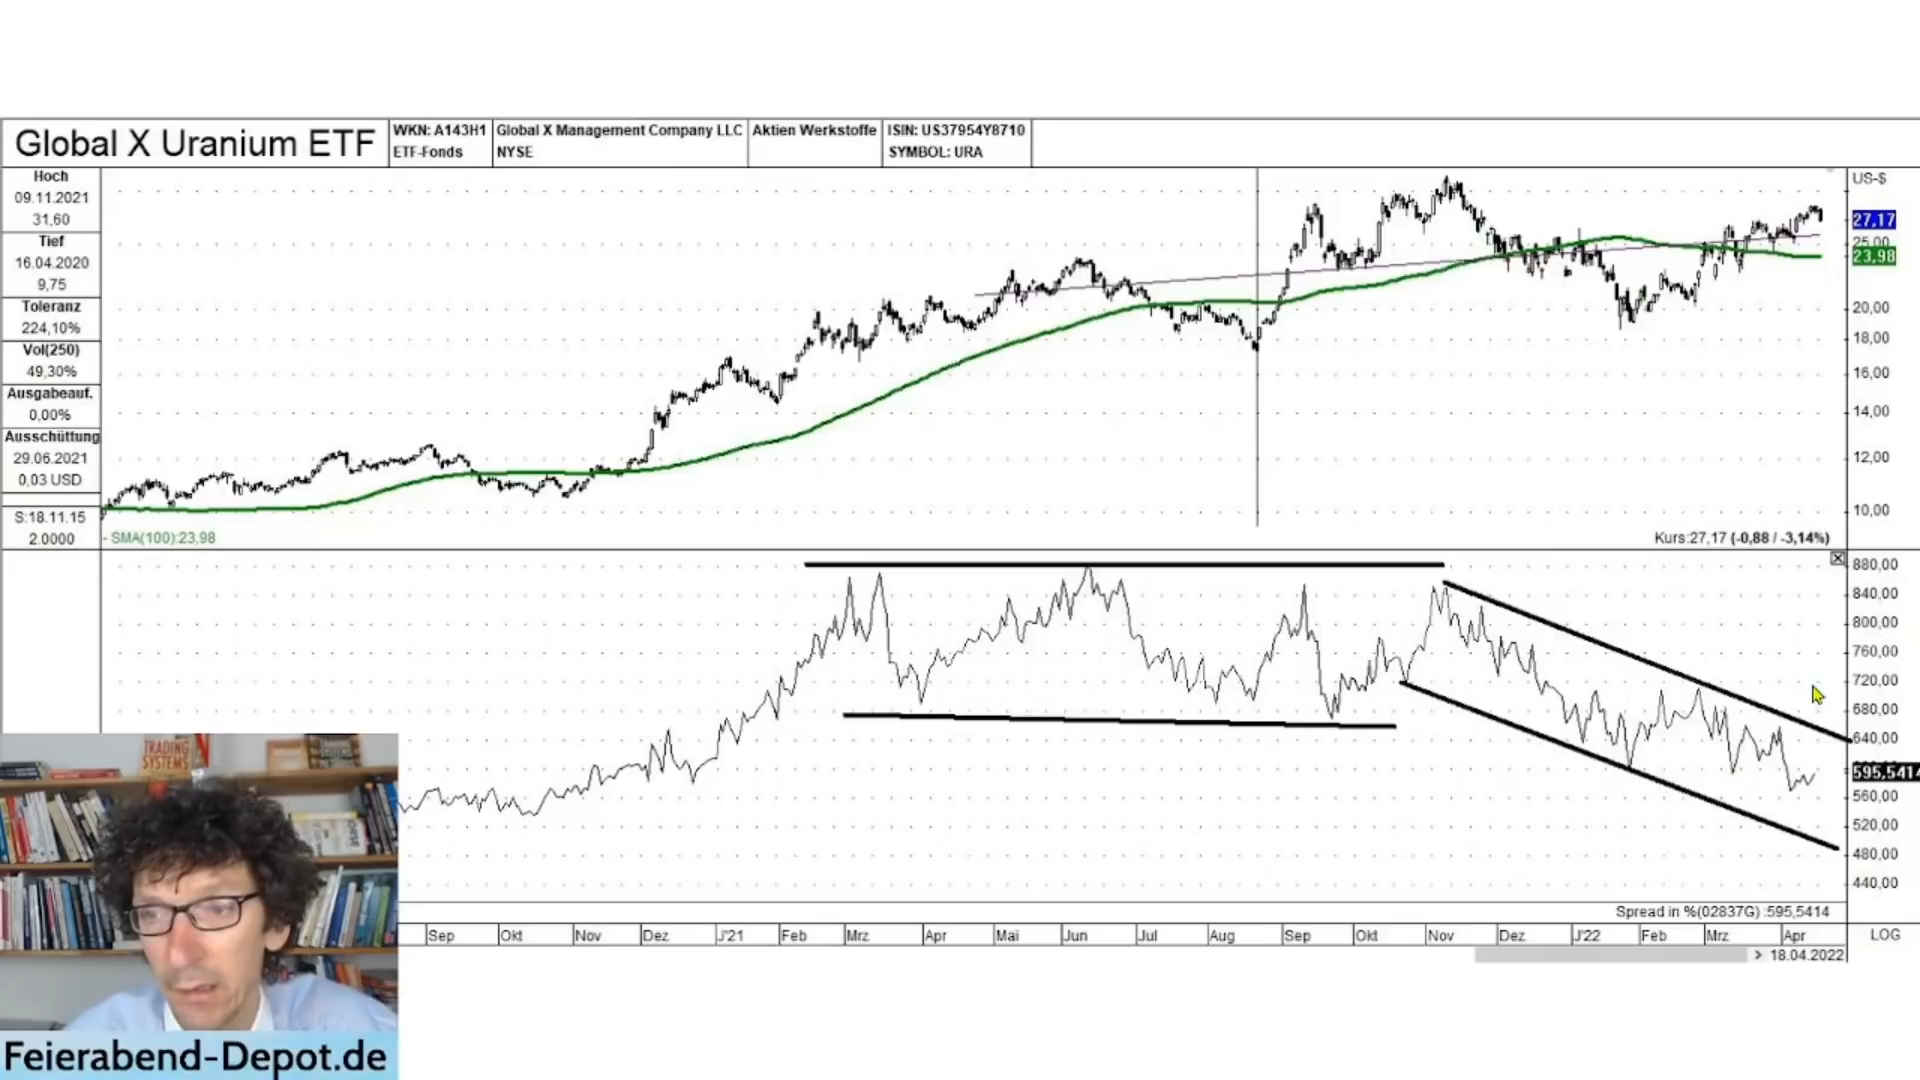 Global X Uranium ETF
WKN: A143H1
ETF-Fonds
Global X Management Company LLC
NYSE
Aktien Werkstoffe
ISIN: US37954Y8710
SYMBOL: URA
Hoch
09.11.2021
31,60
Tief
16.04.2020
9,75
Toleranz
224,10%
Vol(250)
49,30%
Ausgabeauf.
0,00%
Ausschüttung
29.06.2021
0,03 USD
S:18.11.15
2.0000
US-$
27,17
25,00
23,98
20,00
18,00
16,00
14,00
12,00
10,00
- SMA(100):23,98
Kurs:27,17 (-0,88 / -3,14%)
880,00
840,00
800,00
760,00
720,00
680,00
640,00
595,5414
560,00
520,00
480,00
440,00
Spread in %(02837G) :595,5414
Sep Okt Nov Dez J'21 Feb Mrz Apr Mai Jun Jul Aug Sep Okt Nov Dez J'22 Feb Mrz Apr LOG
> 18.04.2022
TRADING
SYSTEMS
Feierabend-Depot.de